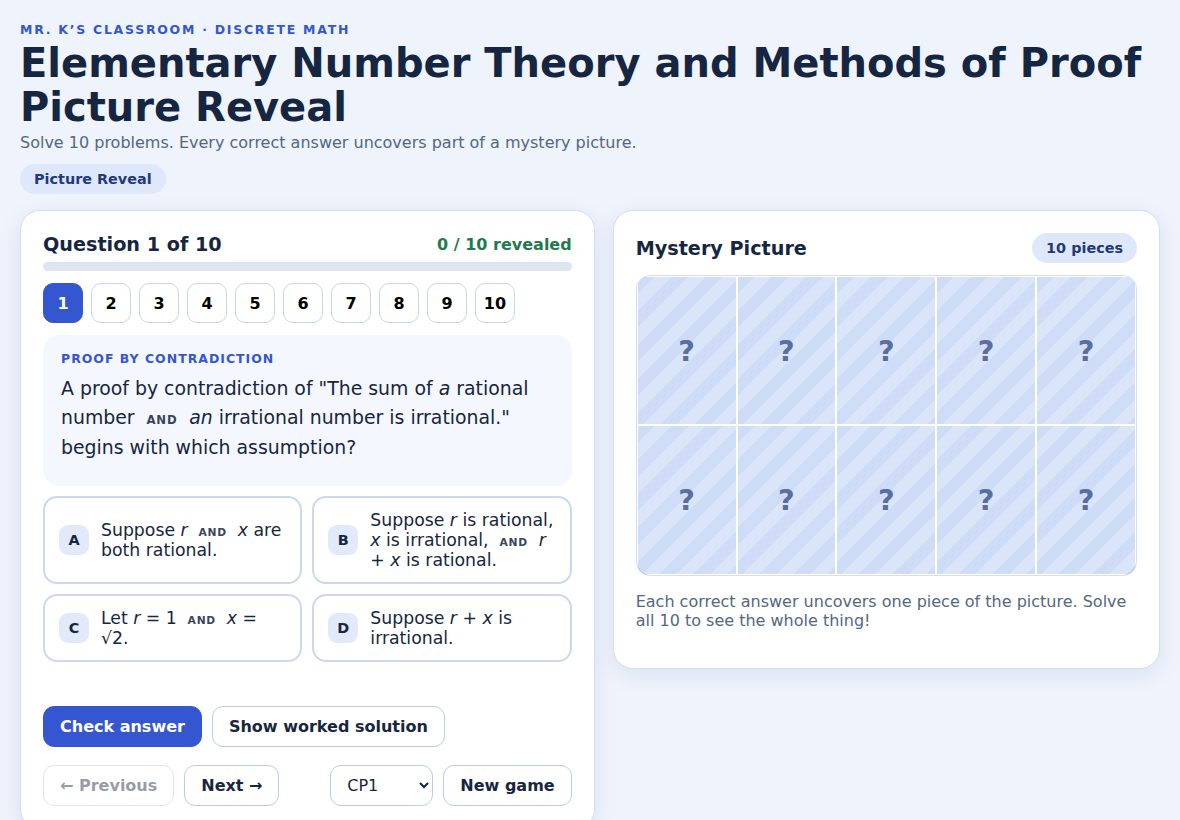 MR. K’S CLASSROOM · DISCRETE MATH
Elementary Number Theory and Methods of Proof
Picture Reveal
Solve 10 problems. Every correct answer uncovers part of a mystery picture.
Picture Reveal
Question 1 of 10
0 / 10 revealed
1 2 3 4 5 6 7 8 9 10
PROOF BY CONTRADICTION
A proof by contradiction of "The sum of a rational
number AND an irrational number is irrational."
begins with which assumption?
A
Suppose r AND x are
both rational.
B
Suppose r is rational,
x is irrational, AND r
+ x is rational.
C
Let r = 1 AND x =
√2.
D
Suppose r + x is
irrational.
Check answer
Show worked solution
← Previous
Next →
CP1
New game
Mystery Picture
10 pieces
? ? ? ? ?
? ? ? ? ?
Each correct answer uncovers one piece of the picture. Solve
all 10 to see the whole thing!